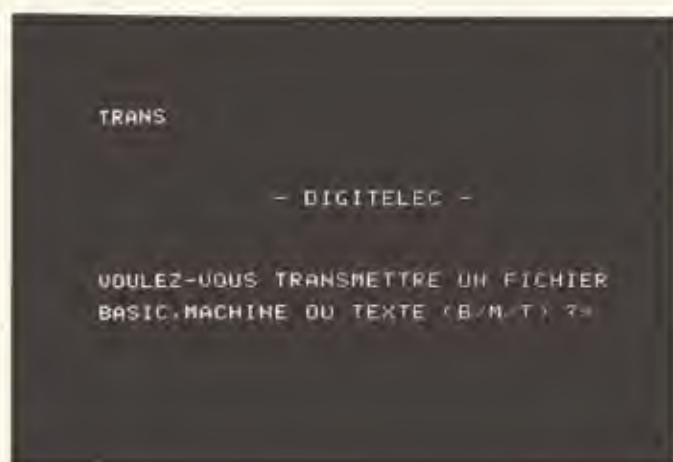 TRANS
- DIGITELEC -
VOULEZ-VOUS TRANSMETTRE UN FICHIER
BASIC,MACHINE OU TEXTE (B/M/T) ?